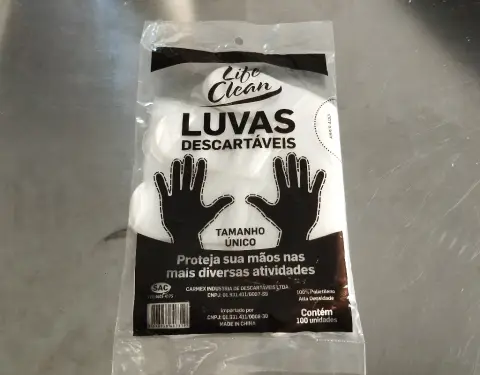 Life
Clean
LUVAS
DESCARTÁVEIS
TAMANHO
ÚNICO
Proteja sua mãos nas
mais diversas atividades
SAC
CARMEX INDÚSTRIA DE DESCARTÁVEIS LTDA.
Importado por
MADE IN CHINA
100% Polietileno
Alta Densidade
Contém
100 unidades